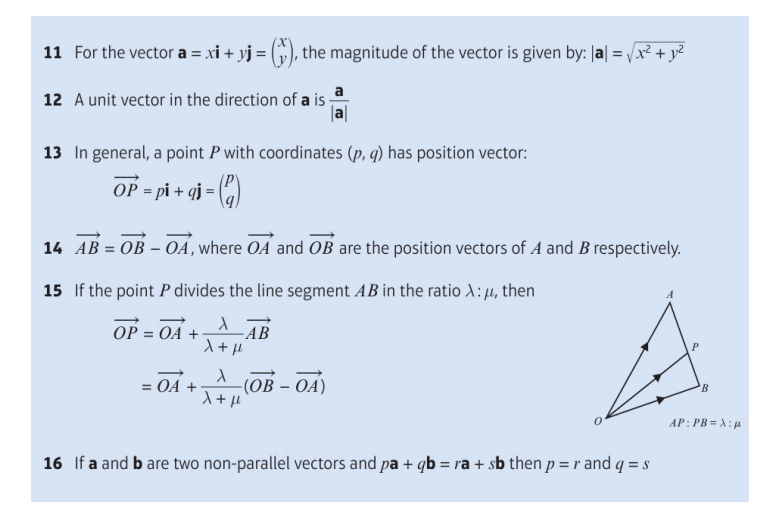 11 For the vector a = xi + yj = (x y), the magnitude of the vector is given by: |a| = √x² + y²
12 A unit vector in the direction of a is a/|a|
13 In general, a point P with coordinates (p, q) has position vector:
OP = pi + qj = (p q)
14 AB = OB – OA, where OA and OB are the position vectors of A and B respectively.
15 If the point P divides the line segment AB in the ratio λ : μ, then
OP = OA + λ/(λ + μ) AB
= OA + λ/(λ + μ) (OB – OA)
A
P
B
O
AP : PB = λ : μ
16 If a and b are two non-parallel vectors and pa + qb = ra + sb then p = r and q = s